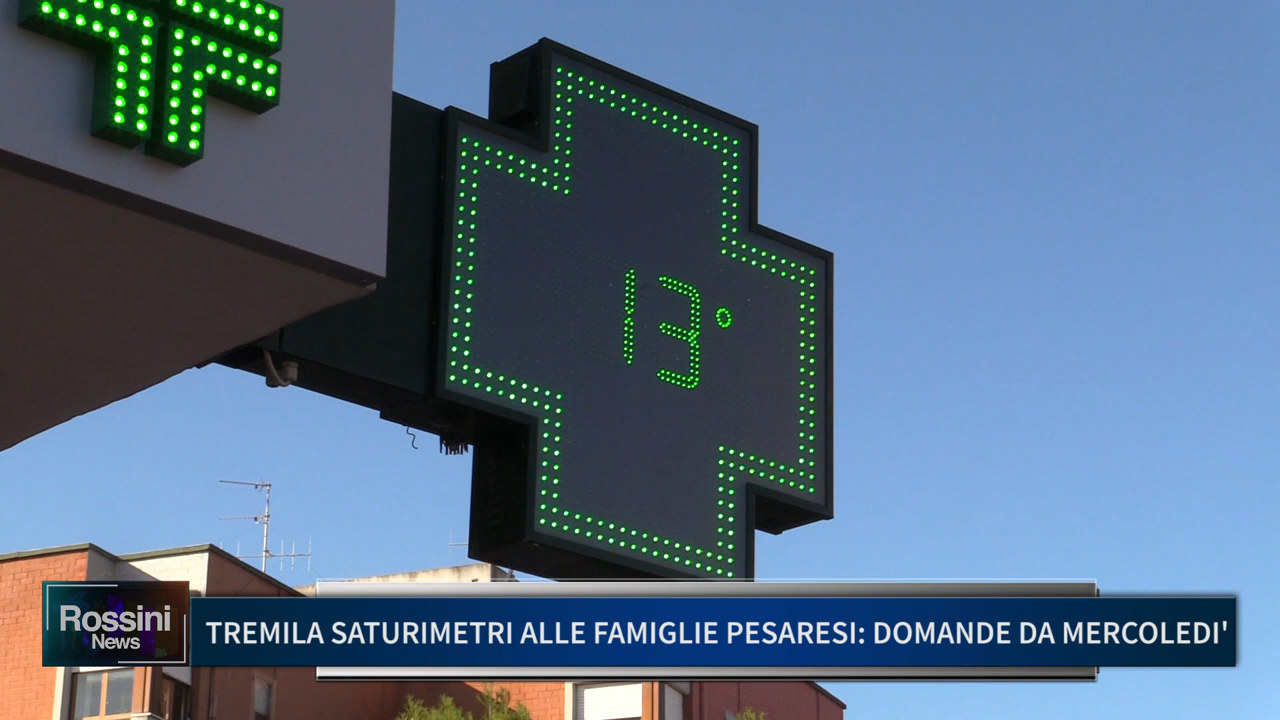 13°
Rossini
News
TREMILA SATURIMETRI ALLE FAMIGLIE PESARESI: DOMANDE DA MERCOLEDI'